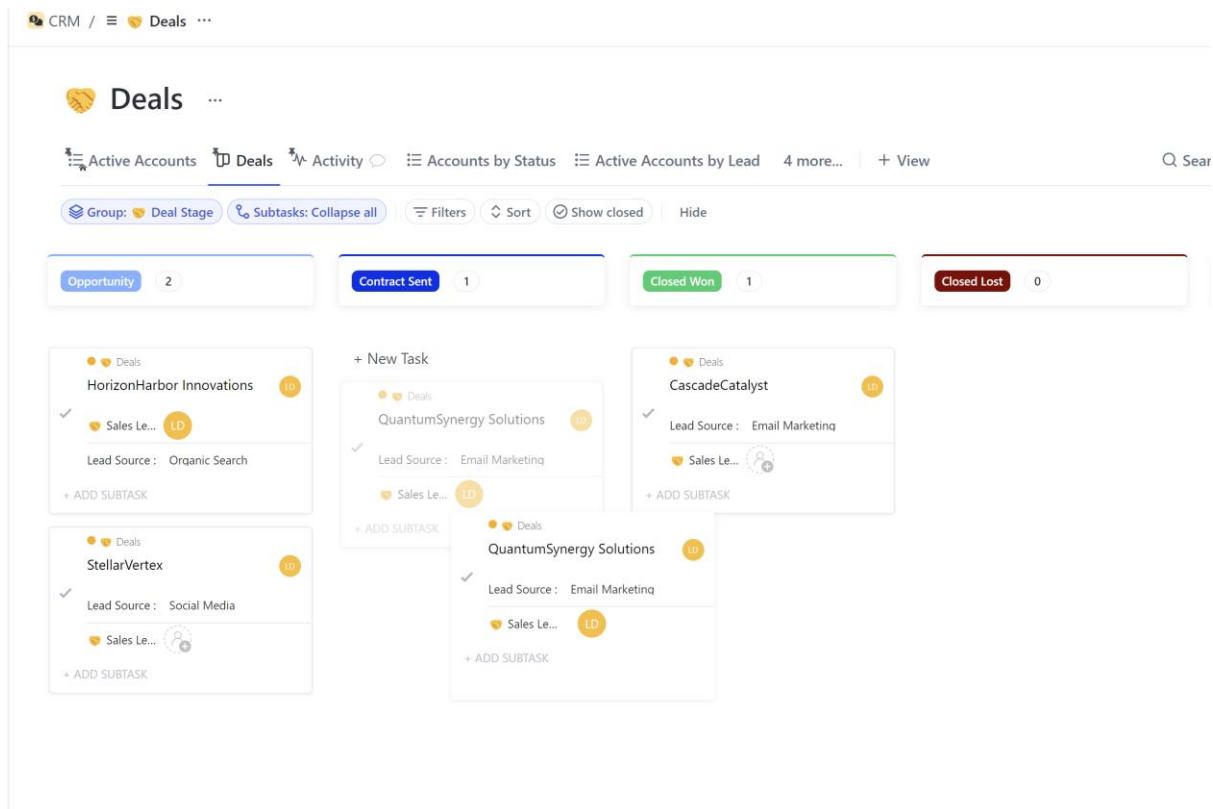 CRM / Deals ...
Deals ...
Active Accounts Deals Activity Accounts by Status Active Accounts by Lead 4 more... + View Sear
Group: Deal Stage Subtasks: Collapse all Filters Sort Show closed Hide
Opportunity 2
Contract Sent 1
Closed Won 1
Closed Lost 0
Deals
HorizonHarbor Innovations LD
Sales Le... LD
Lead Source : Organic Search
+ ADD SUBTASK
Deals
StellarVertex LD
Lead Source : Social Media
Sales Le...
+ ADD SUBTASK
+ New Task
Deals
QuantumSynergy Solutions LD
Lead Source : Email Marketing
Sales Le... LD
+ ADD SUBTASK
Deals
QuantumSynergy Solutions LD
Lead Source : Email Marketing
Sales Le... LD
+ ADD SUBTASK
Deals
CascadeCatalyst LD
Lead Source : Email Marketing
Sales Le...
+ ADD SUBTASK